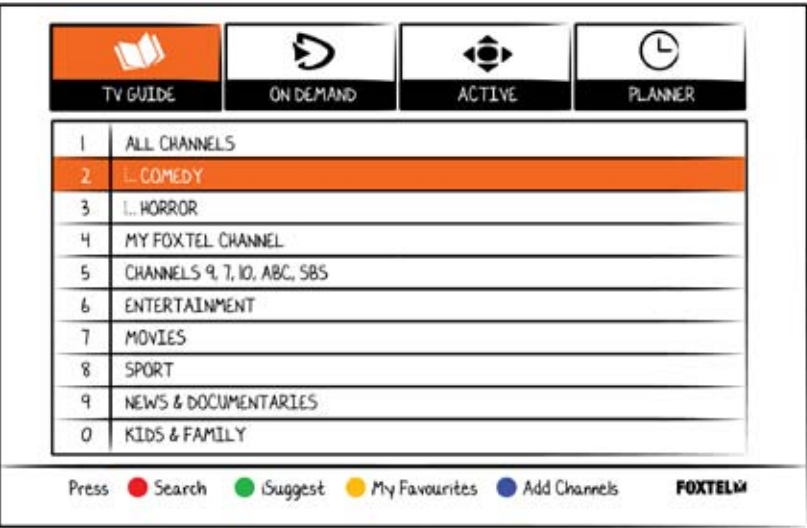 TV GUIDE ON DEMAND ACTIVE PLANNER
1 ALL CHANNELS
2 ... COMEDY
3 ... HORROR
4 MY FOXTEL CHANNEL
5 CHANNELS 9, 7, 10, ABC, SBS
6 ENTERTAINMENT
7 MOVIES
8 SPORT
9 NEWS & DOCUMENTARIES
0 KIDS & FAMILY
Press Search iSuggest My Favourites Add Channels FOXTEL